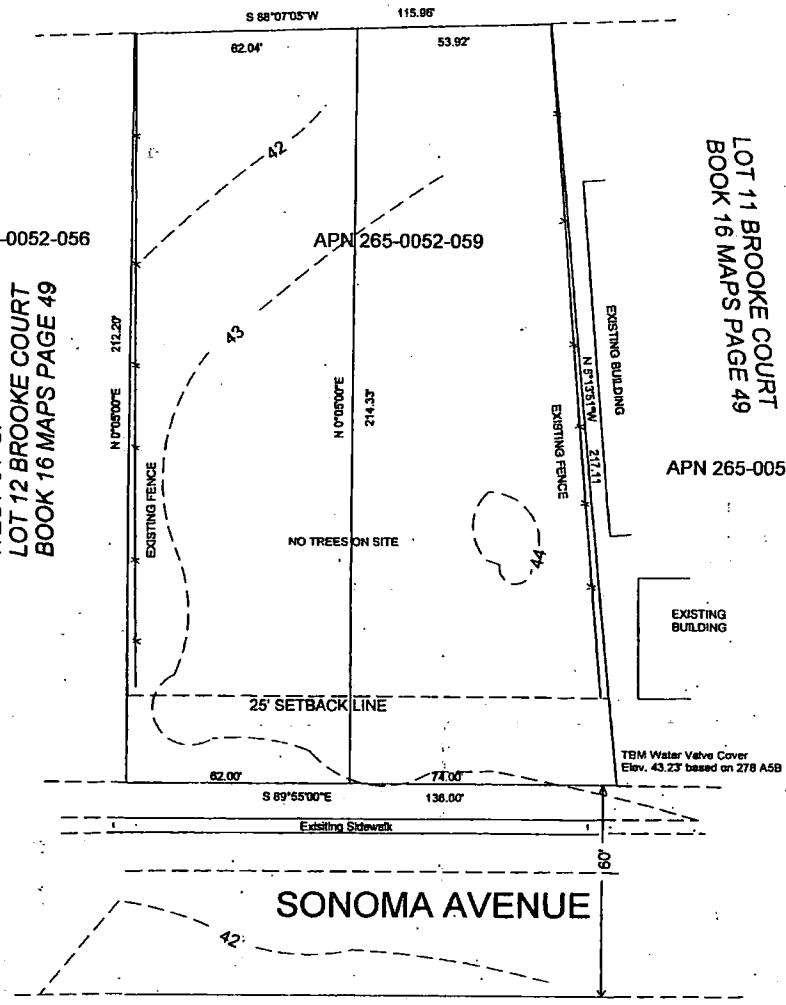 S 88°07'05"W 115.96'
62.04' 53.92'
42
-0052-056
APN 265-0052-059
LOT 11 BROOKE COURT
BOOK 16 MAPS PAGE 49
43
LOT 12 BROOKE COURT
BOOK 16 MAPS PAGE 49
N 0°05'00"E 212.20'
N 0°05'00"E 214.33'
EXISTING BUILDING
N 5°13'51"W 217.11
EXISTING FENCE
APN 265-005
EXISTING FENCE
NO TREES ON SITE
44
EXISTING
BUILDING
25' SETBACK LINE
TBM Water Valve Cover
Elev. 43.23' based on 278 A5B
62.00' 74.00'
S 89°55'00"E 136.00'
Exisiting Sidewalk
60'
SONOMA AVENUE
42